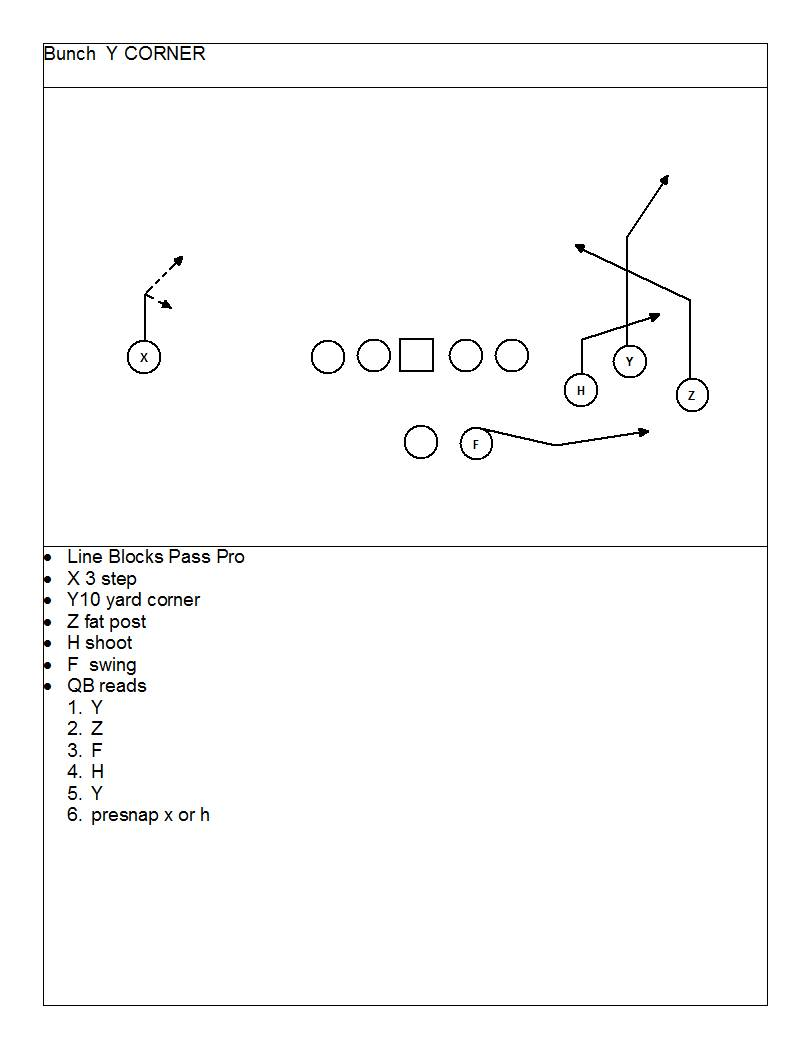 Bunch  Y CORNER
X
H
Y
Z
F
• Line Blocks Pass Pro
• X 3 step
• Y10 yard corner
• Z fat post
• H shoot
• F  swing
• QB reads
1. Y
2. Z
3. F
4. H
5. Y
6. presnap x or h